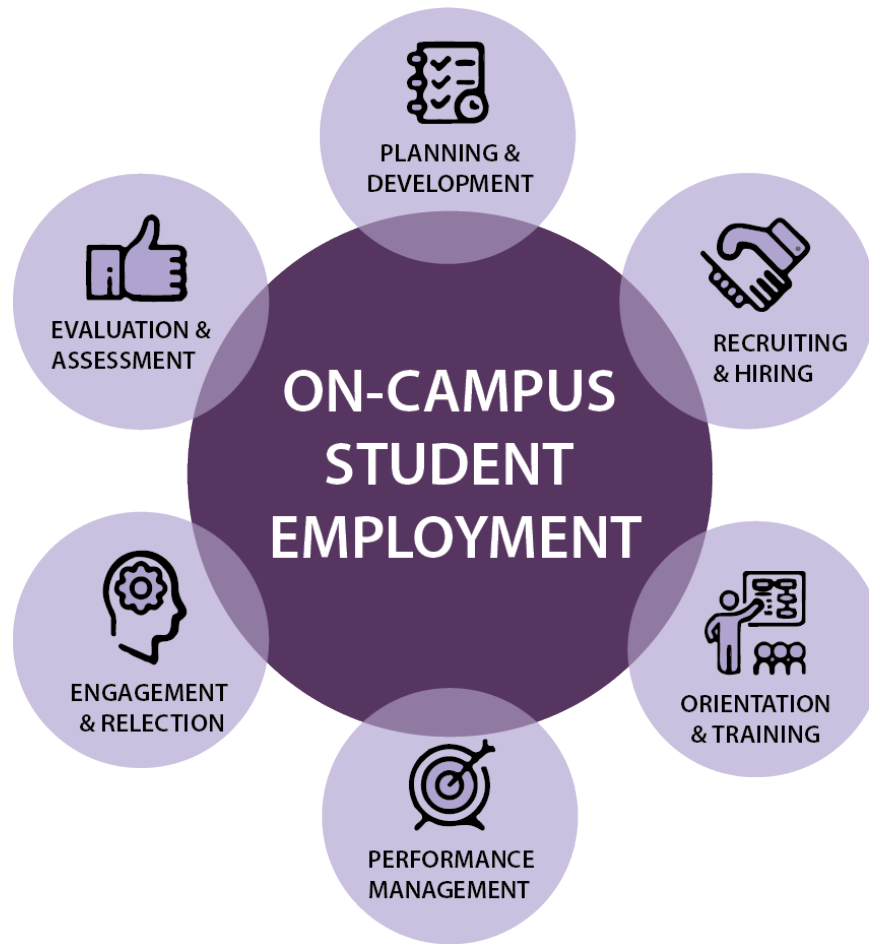 PLANNING &
DEVELOPMENT
EVALUATION &
ASSESSMENT
RECRUITING
& HIRING
ON-CAMPUS
STUDENT
EMPLOYMENT
ENGAGEMENT
& RELECTION
ORIENTATION
& TRAINING
PERFORMANCE
MANAGEMENT